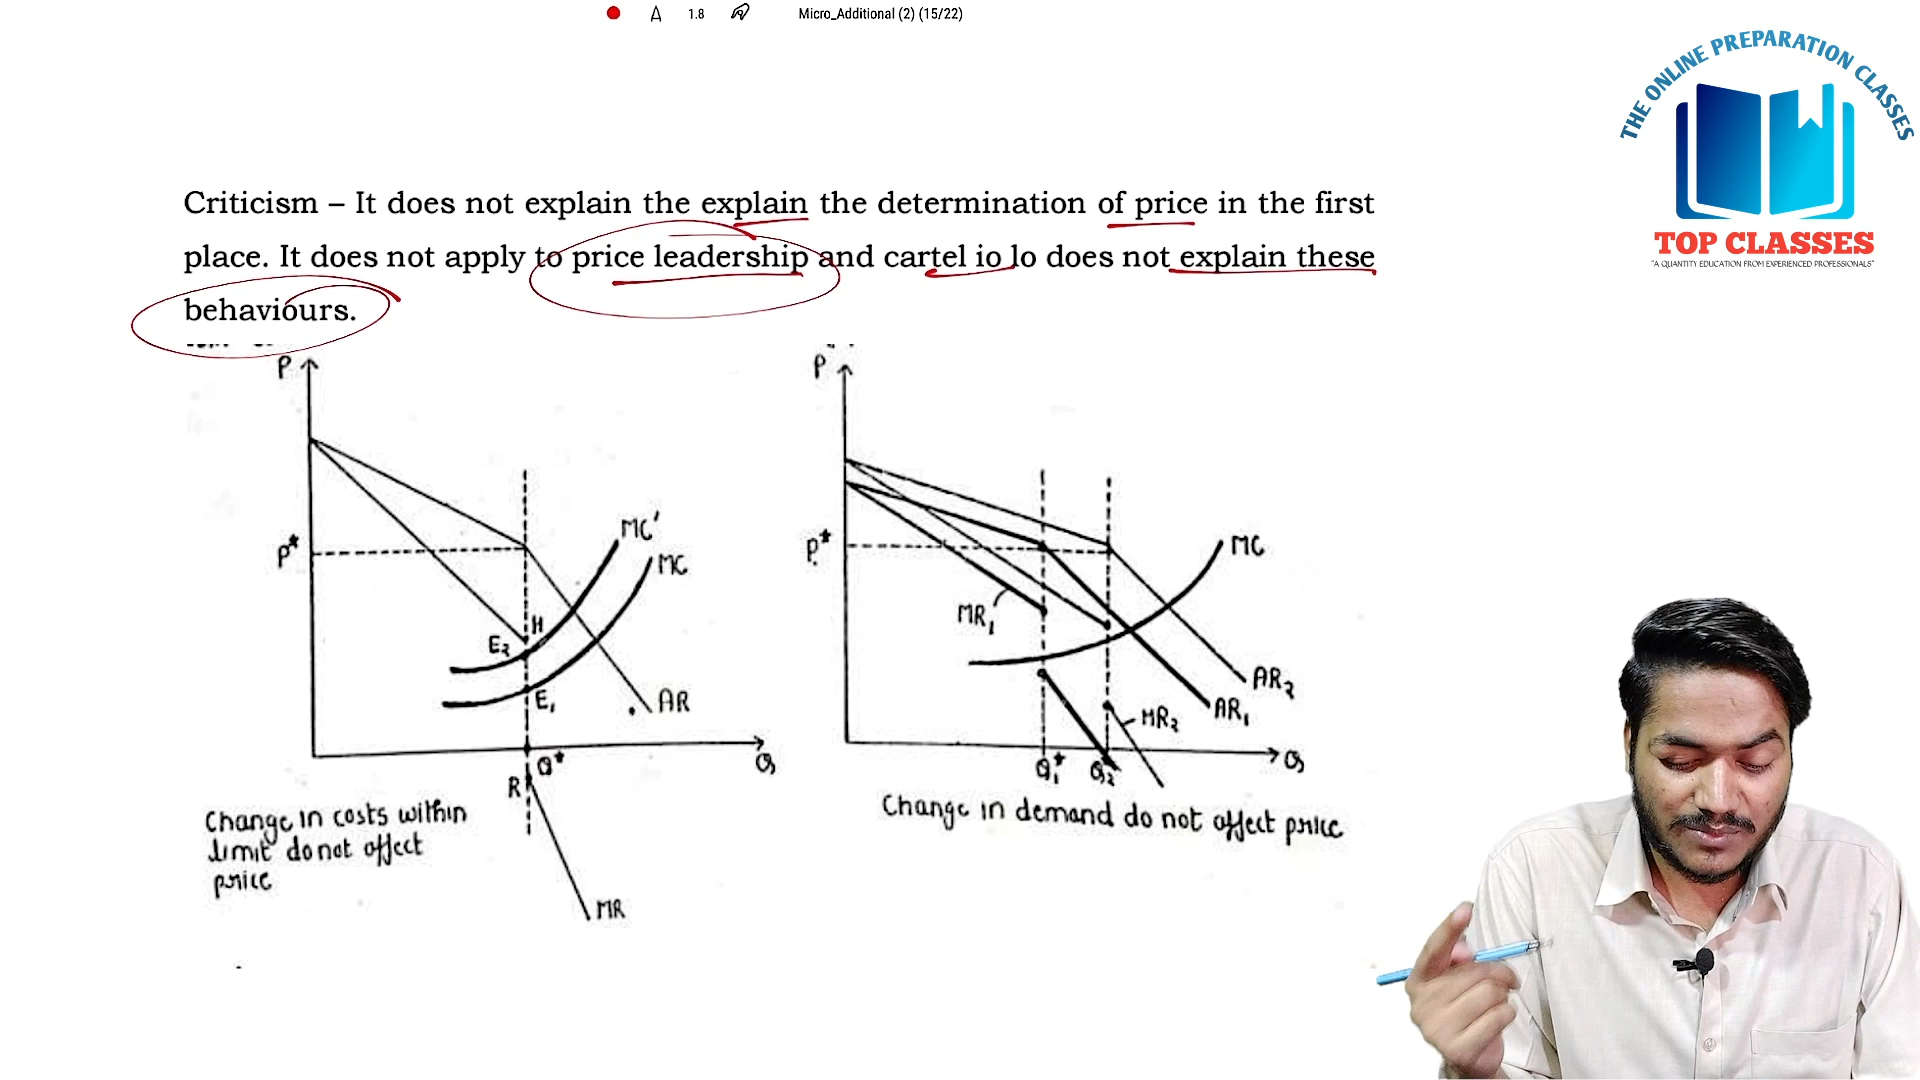 1.8
Micro_Additional (2) (15/22)
THE ONLINE PREPARATION CLASSES
TOP CLASSES
"A QUANTITY EDUCATION FROM EXPERIENCED PROFESSIONALS"
Criticism – It does not explain the explain the determination of price in the first
place. It does not apply to price leadership and cartel io lo does not explain these
behaviours.
P
P*
MC'
MC
H
E₂
E₁
AR
Q*
Q
R
MR
Change in costs within
limit do not affect
price
P
P*
MC
MR₁
AR₂
AR₁
MR₂
Q₁*
Q₂
Q
Change in demand do not affect price